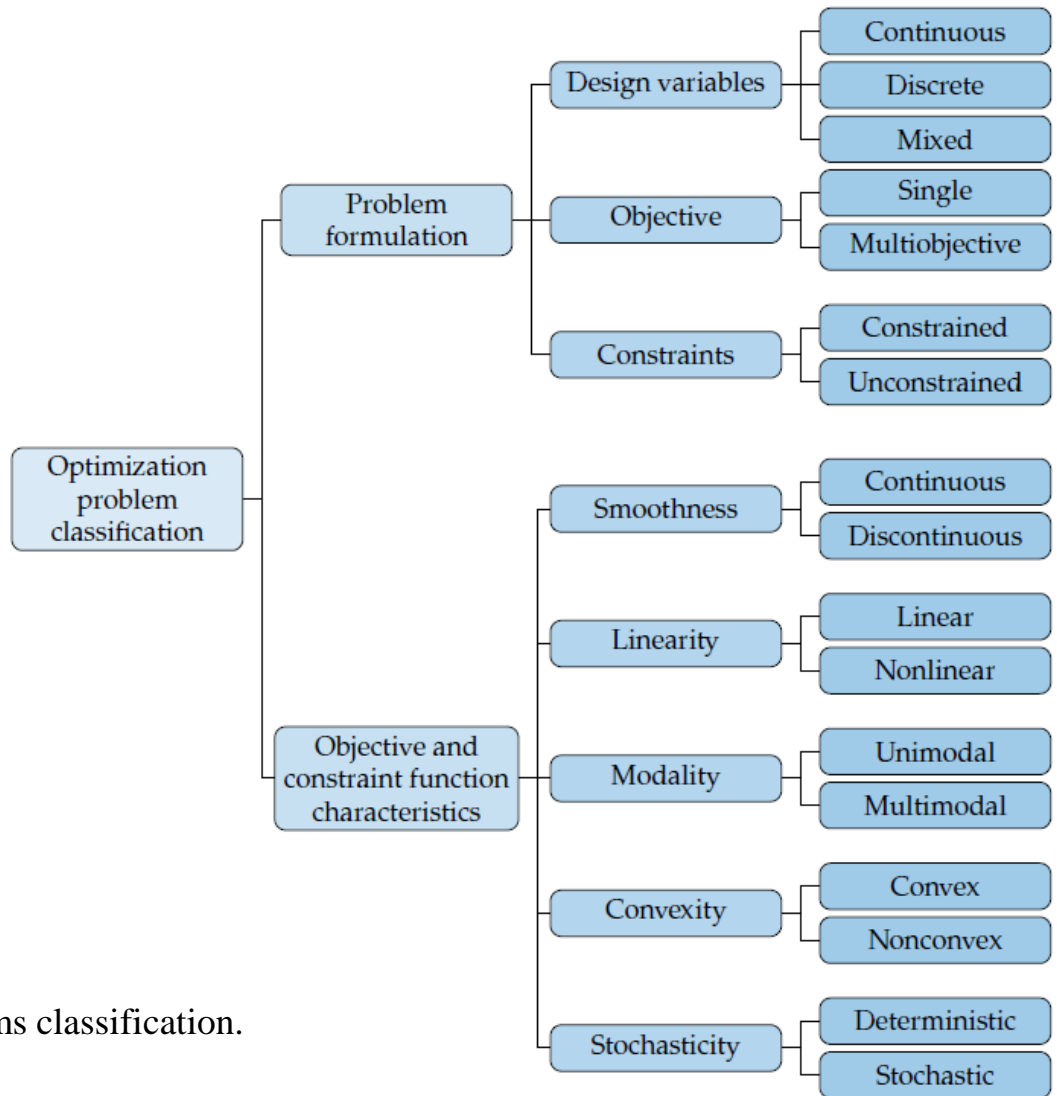 Continuous
Design variables
Discrete
Mixed
Problem
formulation
Single
Objective
Multiobjective
Constrained
Constraints
Unconstrained
Optimization
problem
classification
Continuous
Smoothness
Discontinuous
Linear
Linearity
Nonlinear
Objective and
constraint function
characteristics
Unimodal
Modality
Multimodal
Convex
Convexity
Nonconvex
classification.
Deterministic
Stochasticity
Stochastic